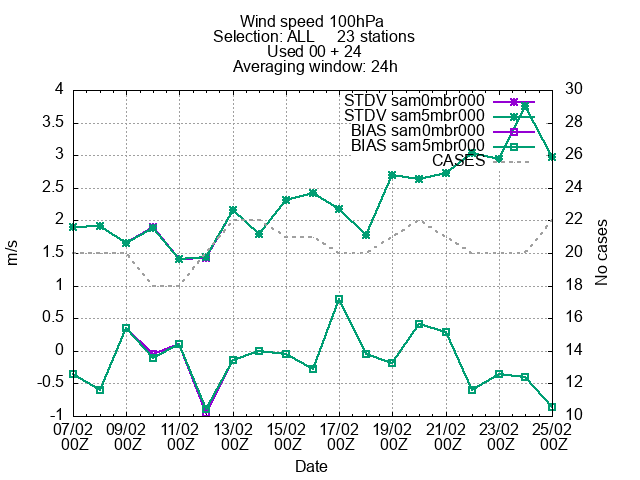 Wind speed 100hPa
Selection: ALL 23 stations
Used 00 + 24
Averaging window: 24h
4
3.5
3
2.5
2
1.5
1
0.5
0
-0.5
-1
m/s
30
28
26
24
22
20
18
16
14
12
10
No cases
STDV sam0mbr000
STDV sam5mbr000
BIAS sam0mbr000
BIAS sam5mbr000
CASES
07/02 09/02 11/02 13/02 15/02 17/02 19/02 21/02 23/02 25/02
00Z 00Z 00Z 00Z 00Z 00Z 00Z 00Z 00Z 00Z
Date